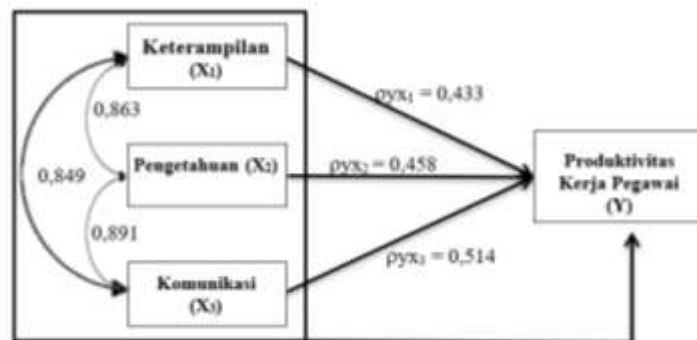 Keterampilan
(X₁)
ρyx₁ = 0,433
0,863
Pengetahuan (X₂)
ρyx₂ = 0,458
Produktivitas
Kerja Pegawai
(Y)
0,849
0,891
ρyx₃ = 0,514
Komunikasi
(X₃)